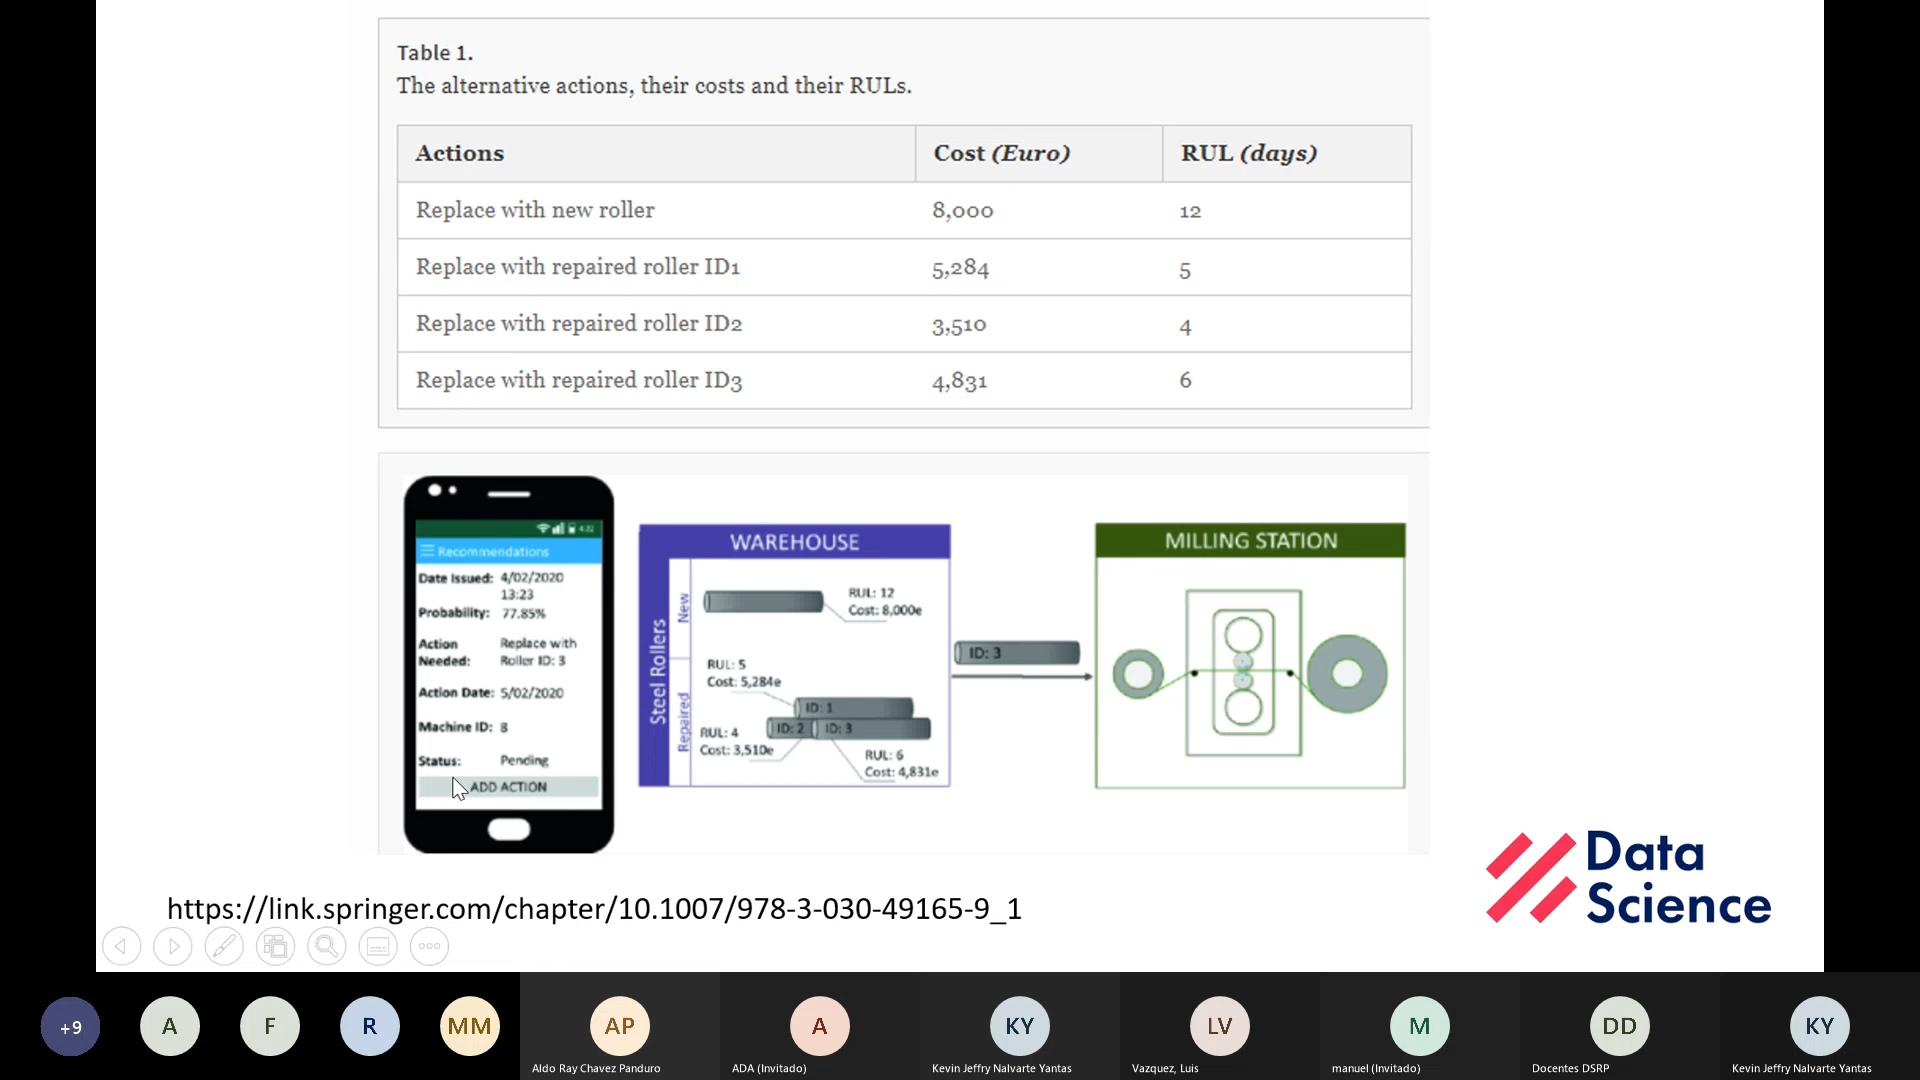 Table 1.
The alternative actions, their costs and their RULs.
Actions Cost (Euro) RUL (days)
Replace with new roller 8,000 12
Replace with repaired roller ID1 5,284 5
Replace with repaired roller ID2 3,510 4
Replace with repaired roller ID3 4,831 6
4:22
Recommendations
Date Issued: 4/02/2020
13:23
Probability: 77.85%
Action Replace with
Needed: Roller ID: 3
Action Date: 5/02/2020
Machine ID: 8
Status: Pending
ADD ACTION
WAREHOUSE
Steel Rollers
New
Repaired
RUL: 12
Cost: 8,000e
RUL: 5
Cost: 5,284e
ID: 1
ID: 2
ID: 3
RUL: 4
Cost: 3,510e
RUL: 6
Cost: 4,831e
ID: 3
MILLING STATION
Data
Science
https://link.springer.com/chapter/10.1007/978-3-030-49165-9_1
+9 A F R MM AP A KY LV M DD KY
Aldo Ray Chavez Panduro ADA (Invitado) Kevin Jeffry Nalvarte Yantas Vazquez, Luis manuel (Invitado) Docentes DSRP Kevin Jeffry Nalvarte Yantas